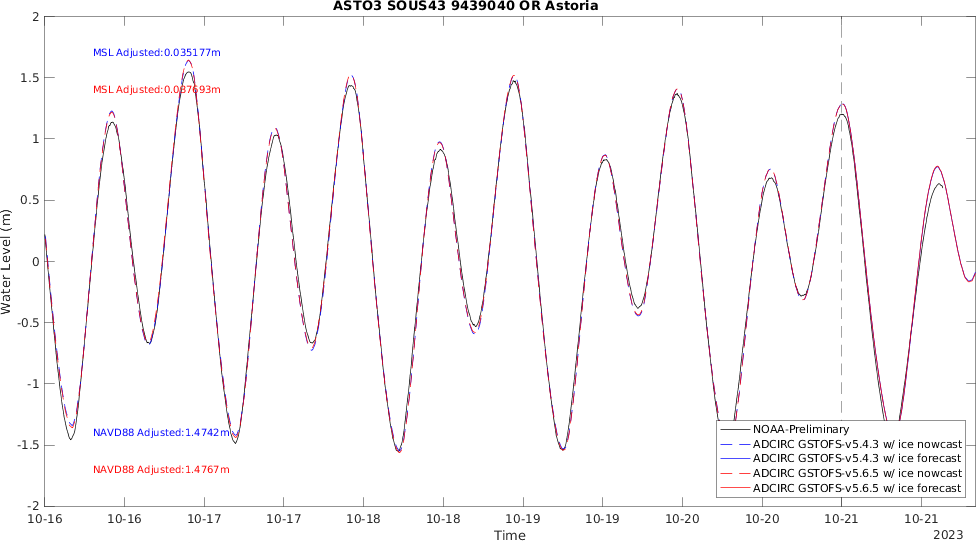 ASTO3 SOUS43 9439040 OR Astoria
2
1.5
1
0.5
0
-0.5
-1
-1.5
-2
Water Level (m)
MSL Adjusted:0.035177m
MSL Adjusted:0.037693m
NAVD88 Adjusted:1.4742m
NAVD88 Adjusted:1.4767m
NOAA-Preliminary
ADCIRC GSTOFS-v5.4.3 w/ ice nowcast
ADCIRC GSTOFS-v5.4.3 w/ ice forecast
ADCIRC GSTOFS-v5.6.5 w/ ice nowcast
ADCIRC GSTOFS-v5.6.5 w/ ice forecast
10-16 10-16 10-17 10-17 10-18 10-18 10-19 10-19 10-20 10-20 10-21 10-21
Time
2023